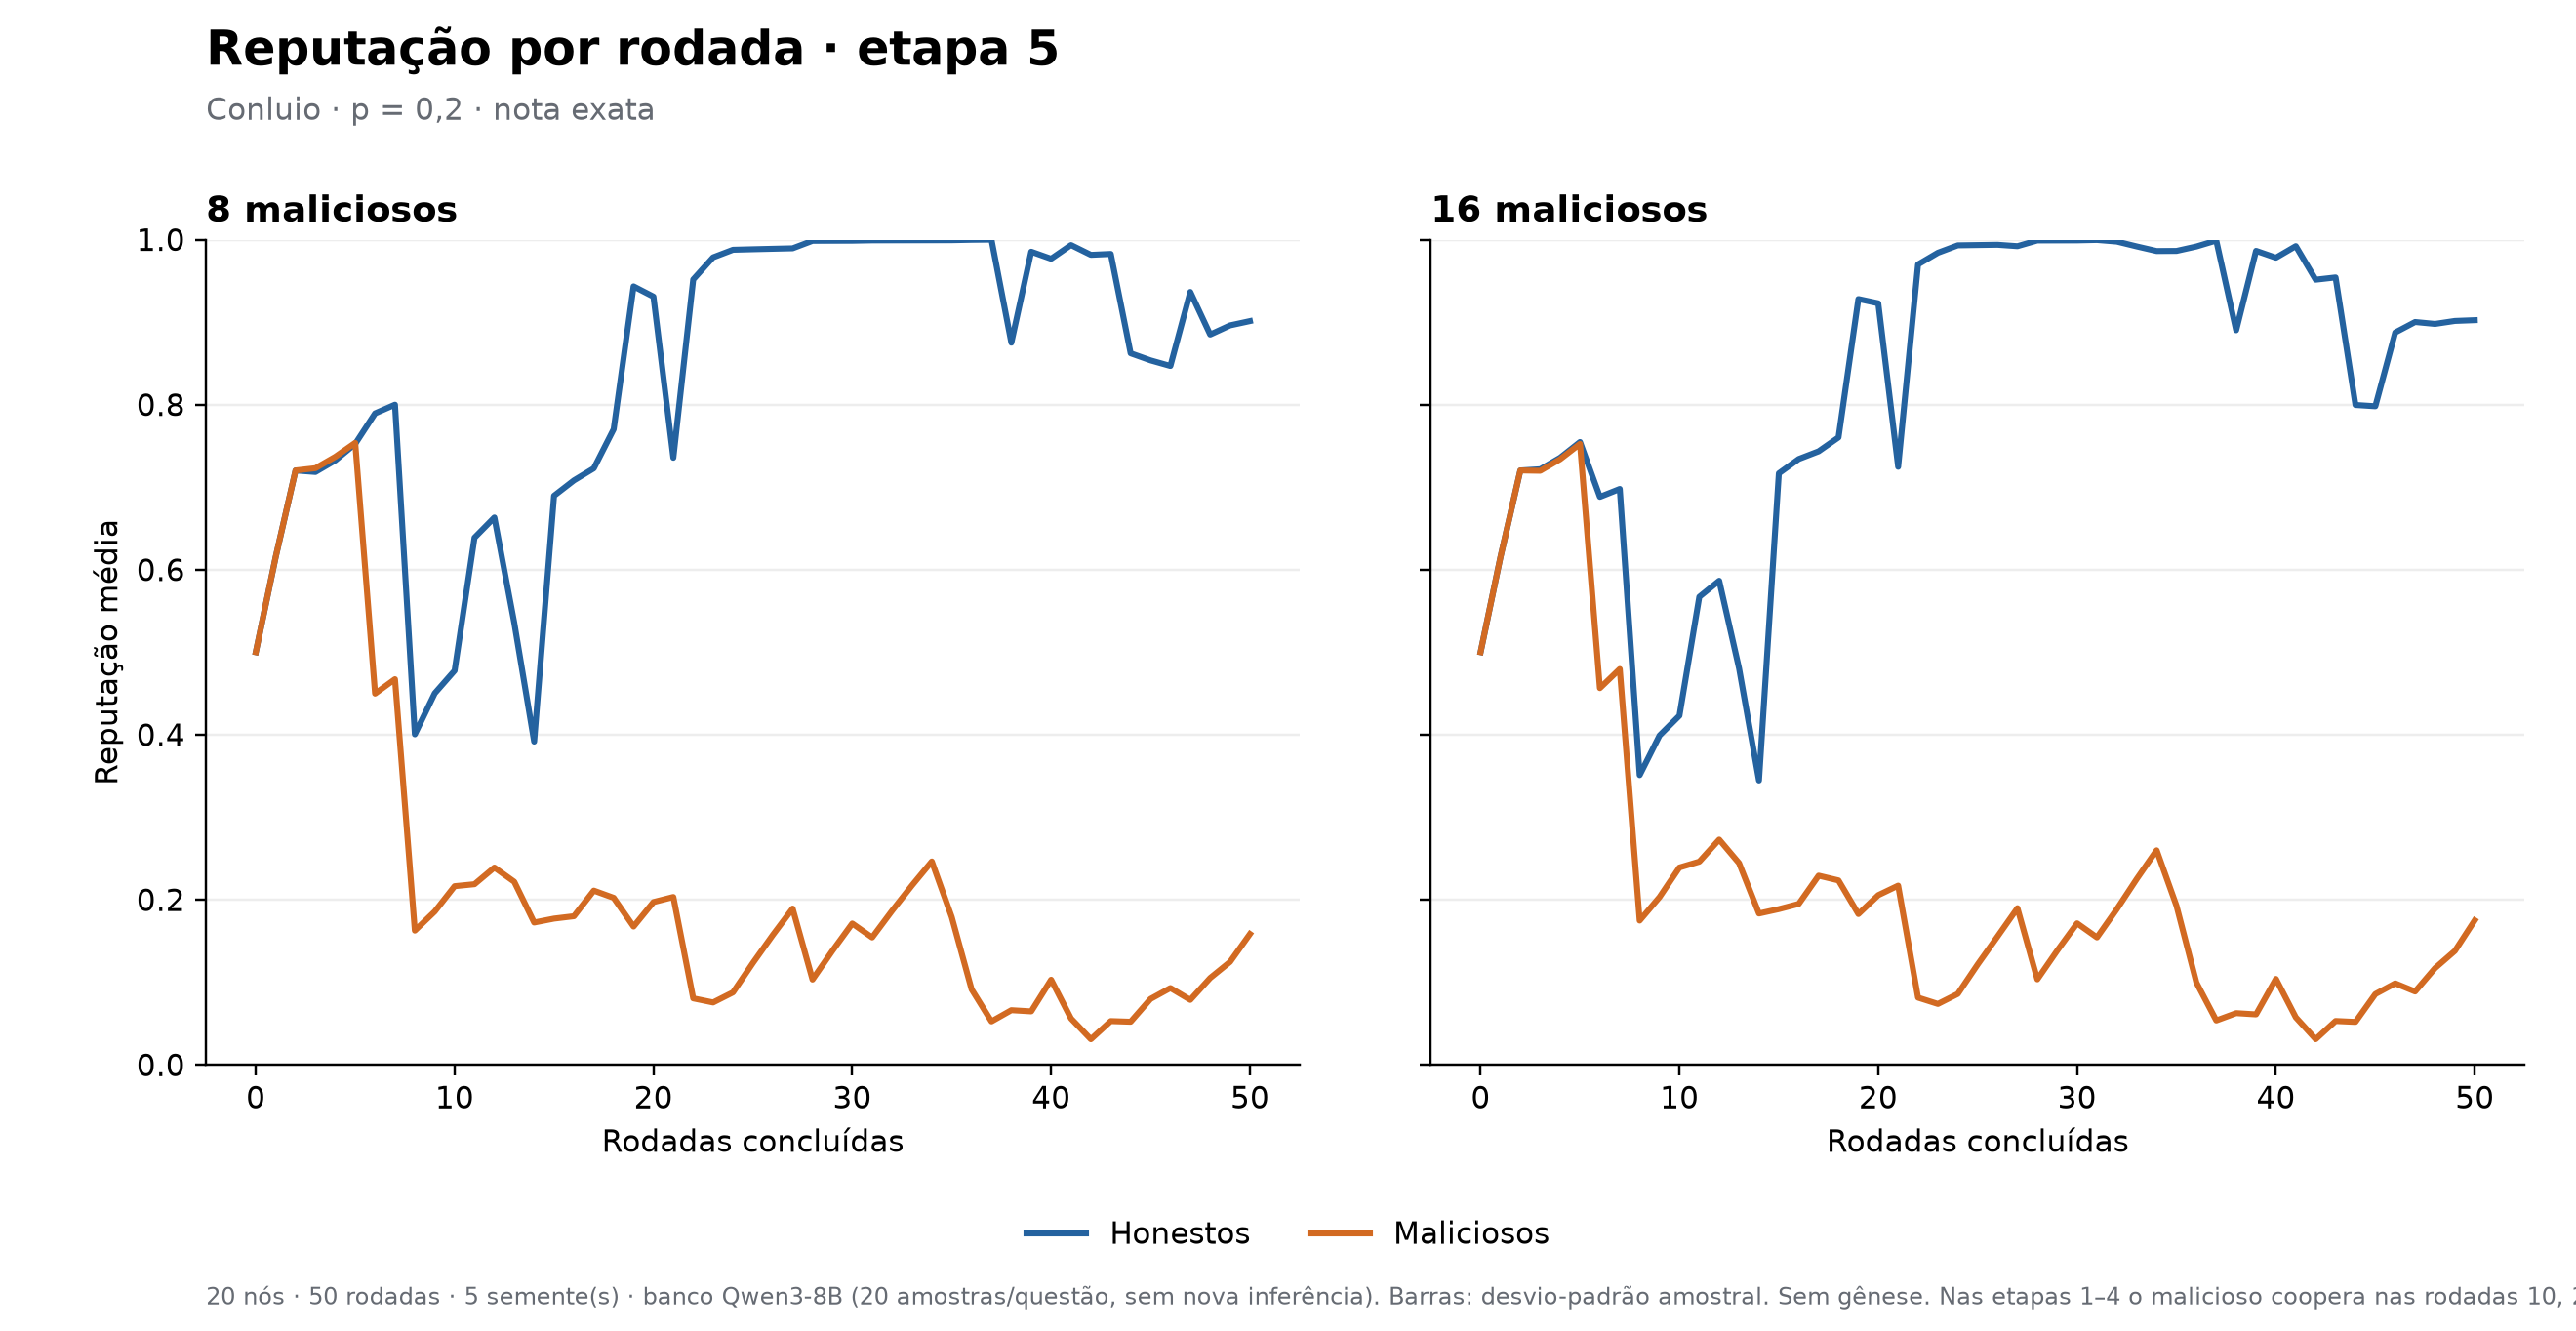 Reputação por rodada · etapa 5
Conluio · p = 0,2 · nota exata
8 maliciosos
16 maliciosos
1.0
0.8
0.6
0.4
0.2
0.0
Reputação média
0 10 20 30 40 50
0 10 20 30 40 50
Rodadas concluídas
Rodadas concluídas
Honestos
Maliciosos
20 nós · 50 rodadas · 5 semente(s) · banco Qwen3-8B (20 amostras/questão, sem nova inferência). Barras: desvio-padrão amostral. Sem gênese. Nas etapas 1–4 o malicioso coopera nas rodadas 10,